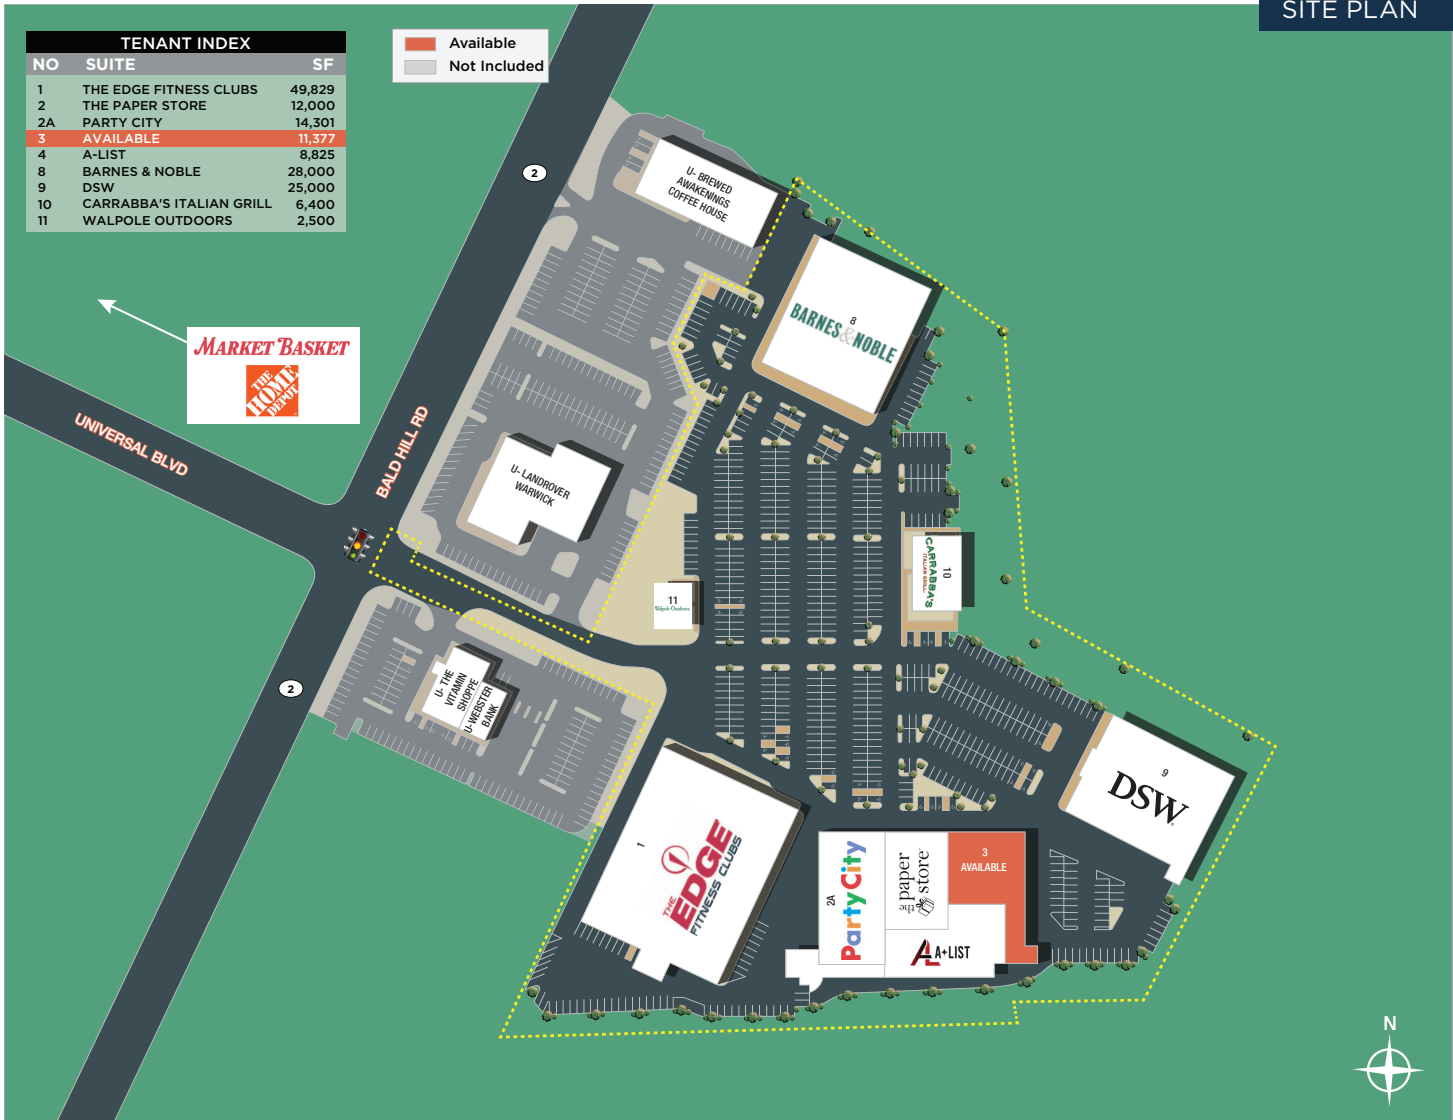 SITE PLAN
TENANT INDEX
NO SUITE SF
1 THE EDGE FITNESS CLUBS 49,829
2 THE PAPER STORE 12,000
2A PARTY CITY 14,301
3 AVAILABLE 11,377
4 A-LIST 8,825
8 BARNES & NOBLE 28,000
9 DSW 25,000
10 CARRABBA'S ITALIAN GRILL 6,400
11 WALPOLE OUTDOORS 2,500
Available
Not Included
2
U- BREWED
AWAKENINGS
COFFEE HOUSE
8
BARNES & NOBLE
MARKET BASKET
THE
HOME
DEPOT
UNIVERSAL BLVD
BALD HILL RD
U- LANDROVER
WARWICK
10
CARRABBA'S
ITALIAN GRILL
11
Walpole Outdoors
2
U- THE
VITAMIN
SHOPPE
U-WEBSTER
BANK
9
DSW
1
THE
EDGE
FITNESS CLUBS
2A
Party City
the
paper
store
3
AVAILABLE
A LIST
N